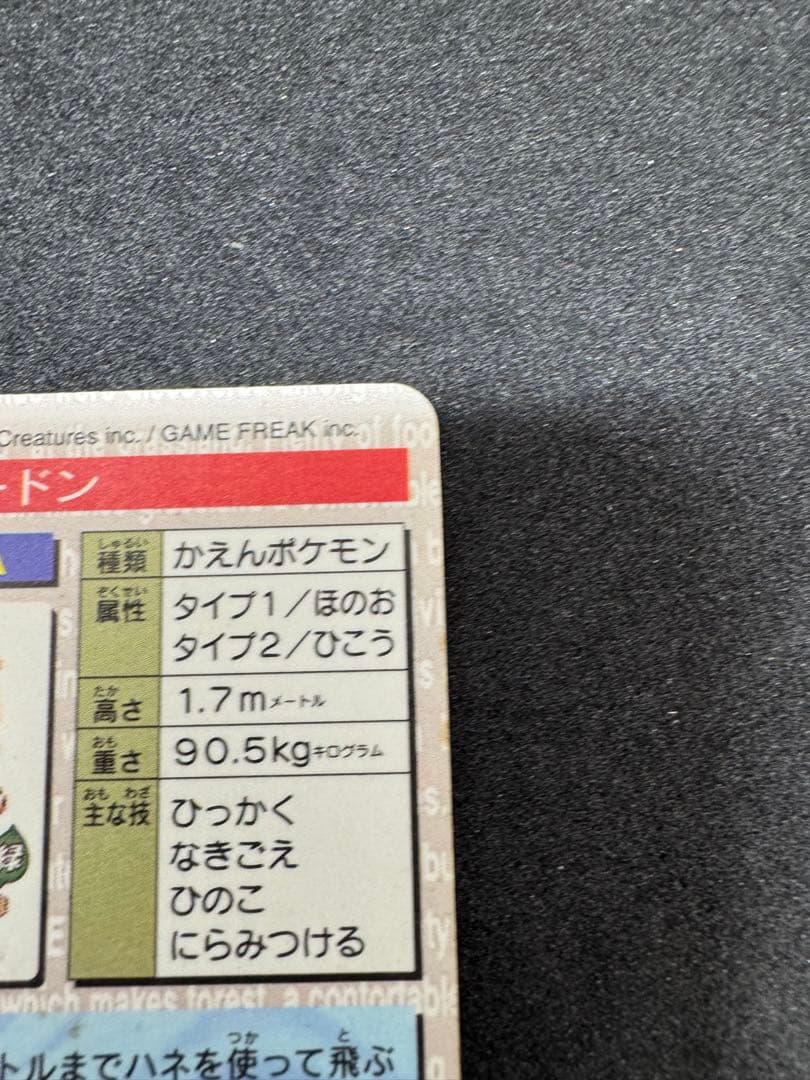 Creatures inc. / GAME FREAK inc.
ードン
しゅるい
種類 かえんポケモン
ぞくせい
属性 タイプ1/ほのお
タイプ2/ひこう
たか
高さ 1.7mメートル
おも
重さ 90.5kgキログラム
おも わざ
主な技 ひっかく
なきごえ
ひのこ
にらみつける
which makes forest, a
つか と
トルまでハネを使って飛ぶ